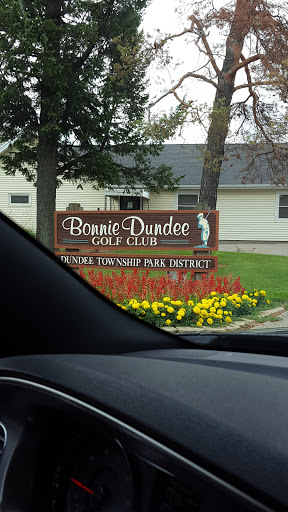 Bonnie Dundee
GOLF CLUB
DUNDEE TOWNSHIP PARK DISTRICT